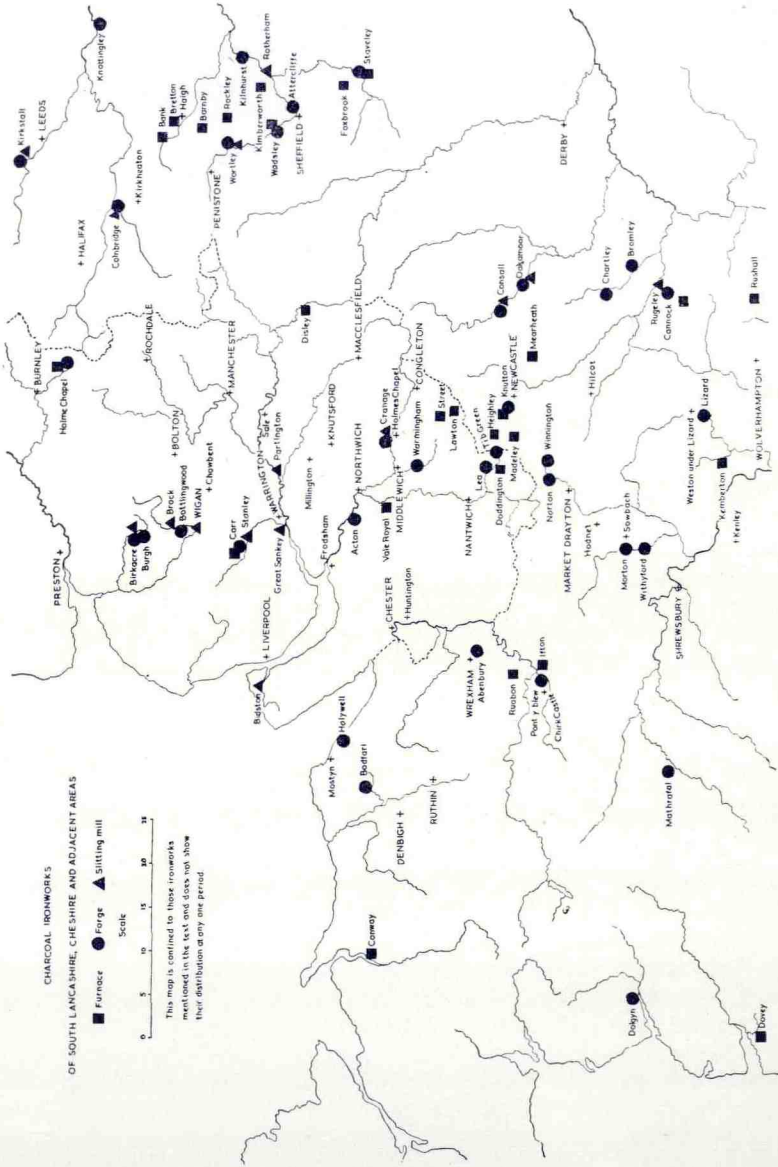 CHARCOAL IRONWORKS
OF SOUTH LANCASHIRE, CHESHIRE AND ADJACENT AREAS
Furnace
Forge
Slitting mill
Scale
0 5 10 15 20
This map is confined to those ironworks
mentioned in the text and does not show
their distribution at any one period.
Kirkstall
LEEDS
Knottingley
HALIFAX
Colnbridge
Kirkheaton
Bank
Bretton
Haigh
Barnby
Rockley
Kilnhurst
Rotherham
Kimberworth
Wortley
Wadsley
Attercliffe
PENISTONE
SHEFFIELD
Foxbrook
Staveley
DERBY
BURNLEY
Holme Chapel
ROCHDALE
BOLTON
MANCHESTER
Disley
MACCLESFIELD
PRESTON
Birkacre
Burgh
Brock
Bottlingwood
WIGAN
Chowbent
Carr
Stanley
WARRINGTON
Great Sankey
Sale
Partington
Millington
KNUTSFORD
Frodsham
LIVERPOOL
Bidston
Acton
NORTHWICH
Vale Royal
MIDDLEWICH
Cranage
Holmes Chapel
Warmingham
CONGLETON
Street
Lawton
CHESTER
Huntington
NANTWICH
Lea
Doddington
Tib Green
Heighley
Madeley
Knutton
NEWCASTLE
Mearheath
Consall
Oakamoor
Chartley
Bromley
Rugeley
Cannock
Rushall
Winnington
Norton
MARKET DRAYTON
Hilcot
Hodnet
Sowbach
Morton
Withyford
SHREWSBURY
Weston under Lizard
Lizard
Kemberton
Kenley
WOLVERHAMPTON
Holywell
Mostyn
Bodfari
DENBIGH
RUTHIN
Conway
WREXHAM
Abenbury
Ruabon
Pont y blew
Chirk Castle
Ifton
Mathrafal
Dolgyn
Dovey